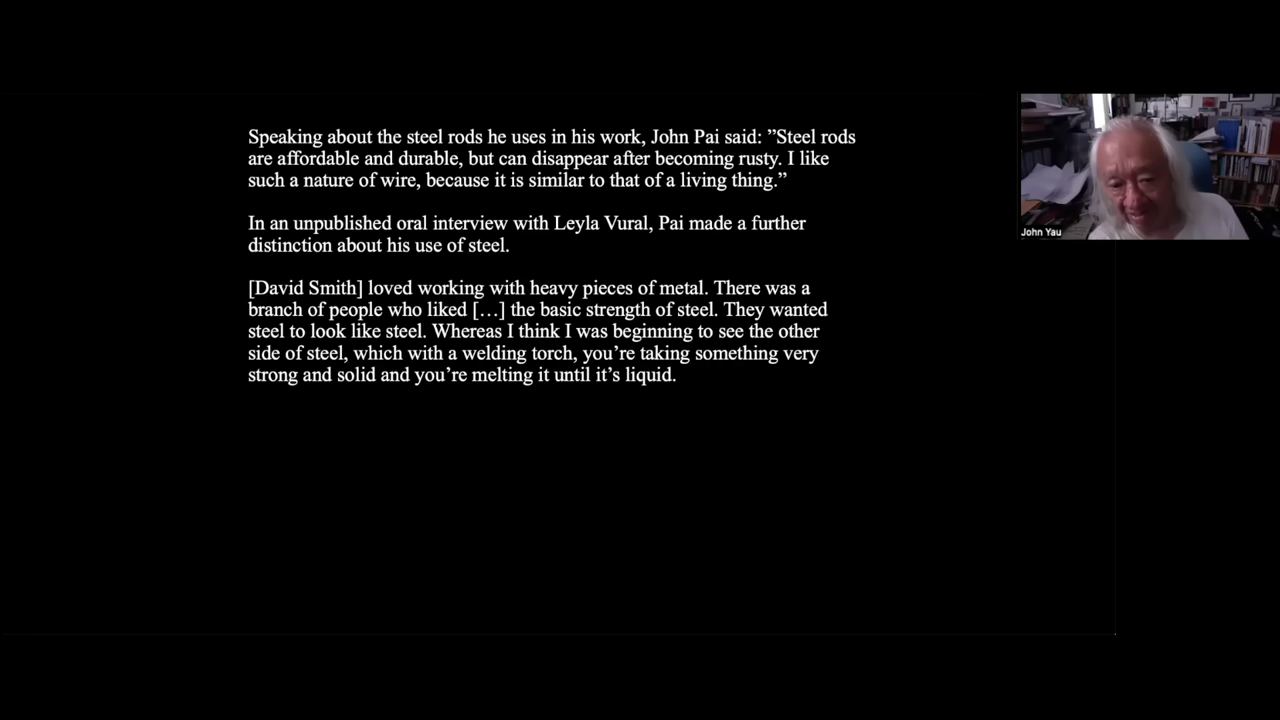 Speaking about the steel rods he uses in his work, John Pai said: ”Steel rods
are affordable and durable, but can disappear after becoming rusty. I like
such a nature of wire, because it is similar to that of a living thing.”
In an unpublished oral interview with Leyla Vural, Pai made a further
distinction about his use of steel.
[David Smith] loved working with heavy pieces of metal. There was a
branch of people who liked […] the basic strength of steel. They wanted
steel to look like steel. Whereas I think I was beginning to see the other
side of steel, which with a welding torch, you’re taking something very
strong and solid and you’re melting it until it’s liquid.
John Yau